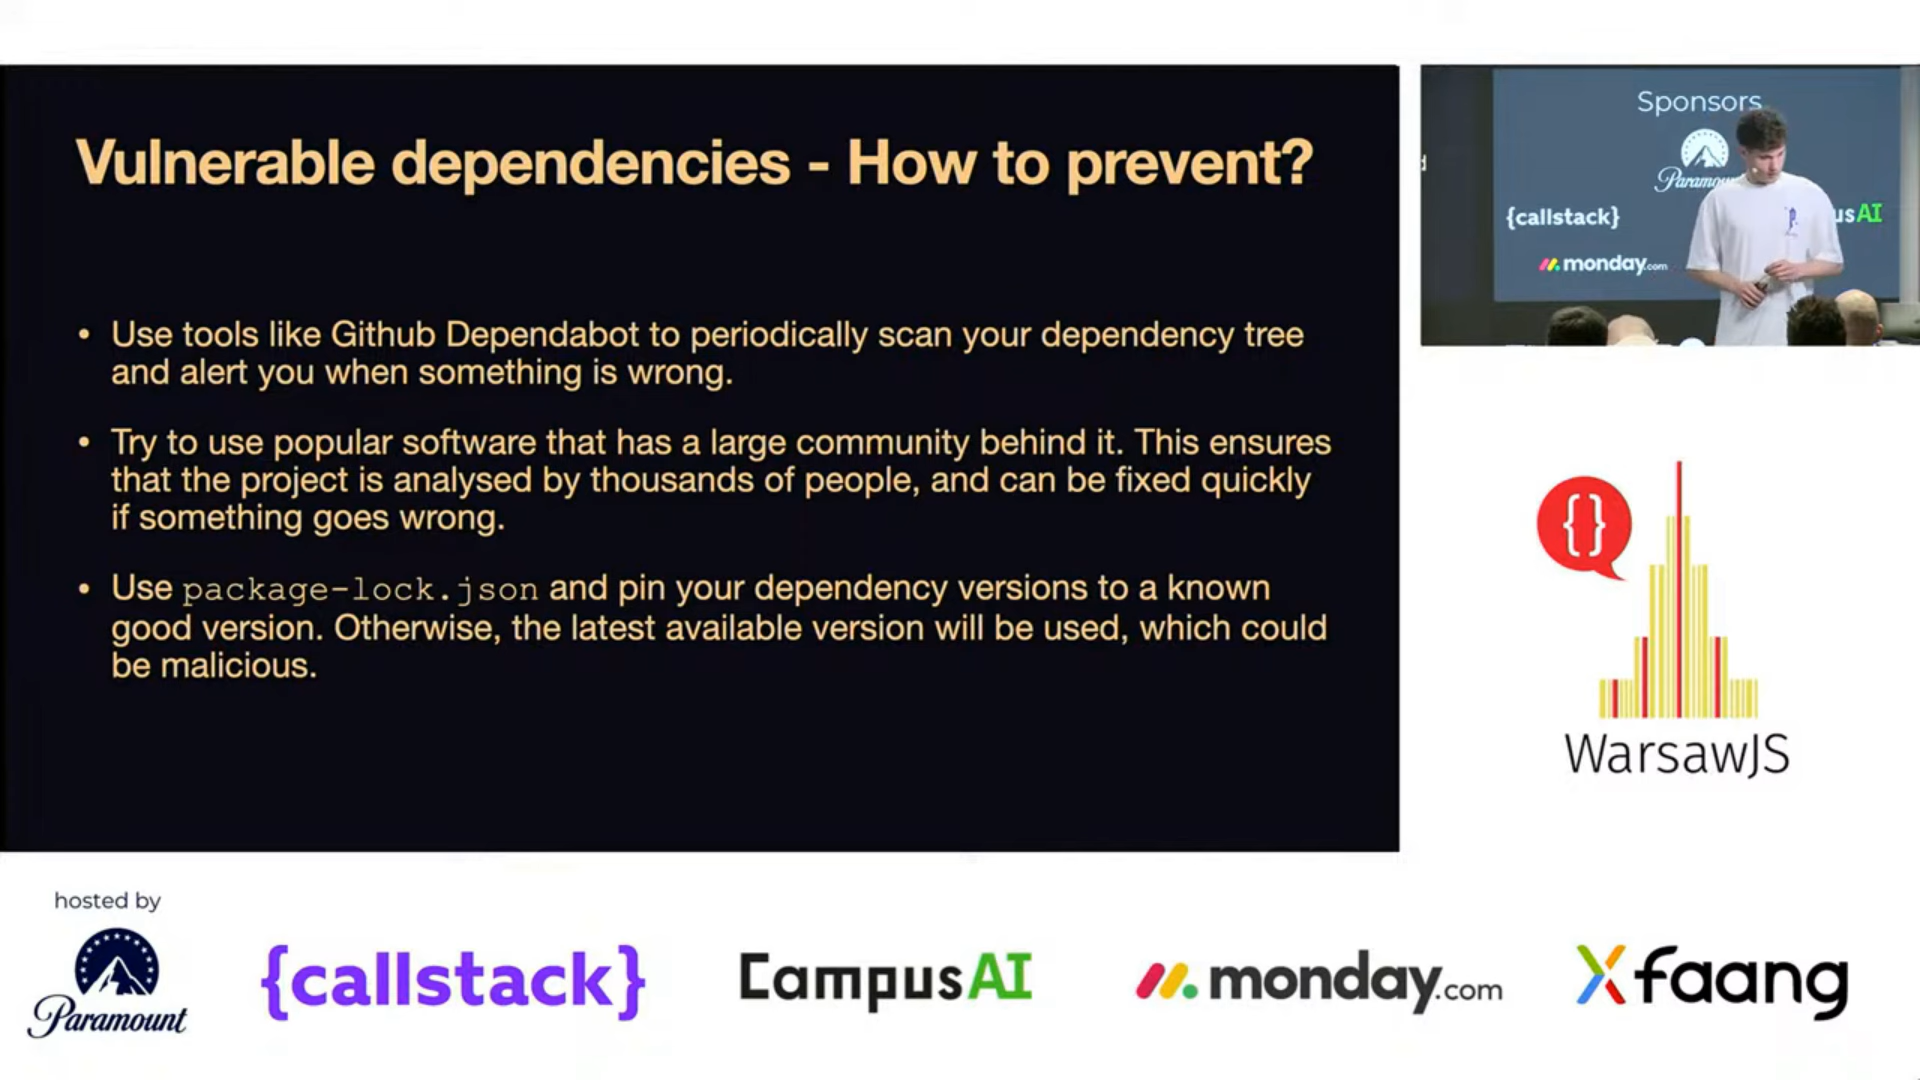 Vulnerable dependencies - How to prevent?
• Use tools like Github Dependabot to periodically scan your dependency tree
and alert you when something is wrong.
• Try to use popular software that has a large community behind it. This ensures
that the project is analysed by thousands of people, and can be fixed quickly
if something goes wrong.
• Use package-lock.json and pin your dependency versions to a known
good version. Otherwise, the latest available version will be used, which could
be malicious.
Sponsors
Paramou
{callstack}
usAI
monday.com
{}
WarsawJS
hosted by
Paramount
{callstack}
CampusAI
monday.com
Xfaang